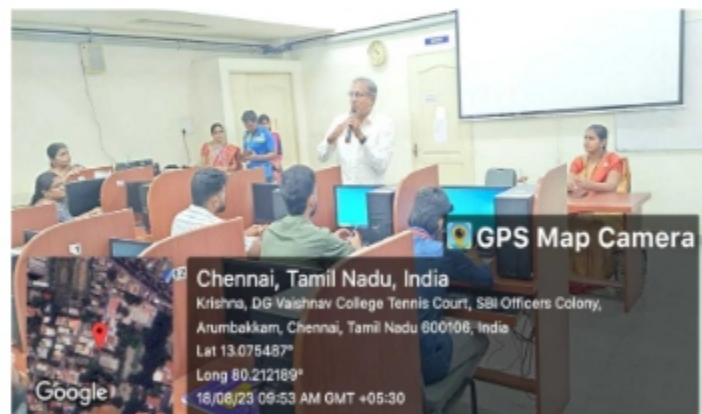 GPS Map Camera
Chennai, Tamil Nadu, India
Krishna, DG Vaishnav College Tennis Court, SBI Officers Colony,
Arumbakkam, Chennai, Tamil Nadu 600106, India
Lat 13.075487°
Long 80.212189°
18/08/23 09:53 AM GMT +05:30
Google
12